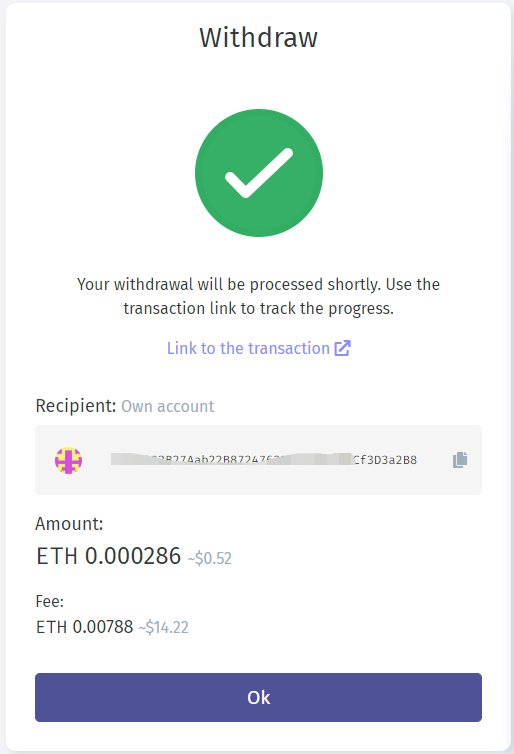 Withdraw
Your withdrawal will be processed shortly. Use the
transaction link to track the progress.
Link to the transaction
Recipient: Own account
Cf3D3a2B8
Amount:
ETH 0.000286 ~$0.52
Fee:
ETH 0.00788 ~$14.22
Ok